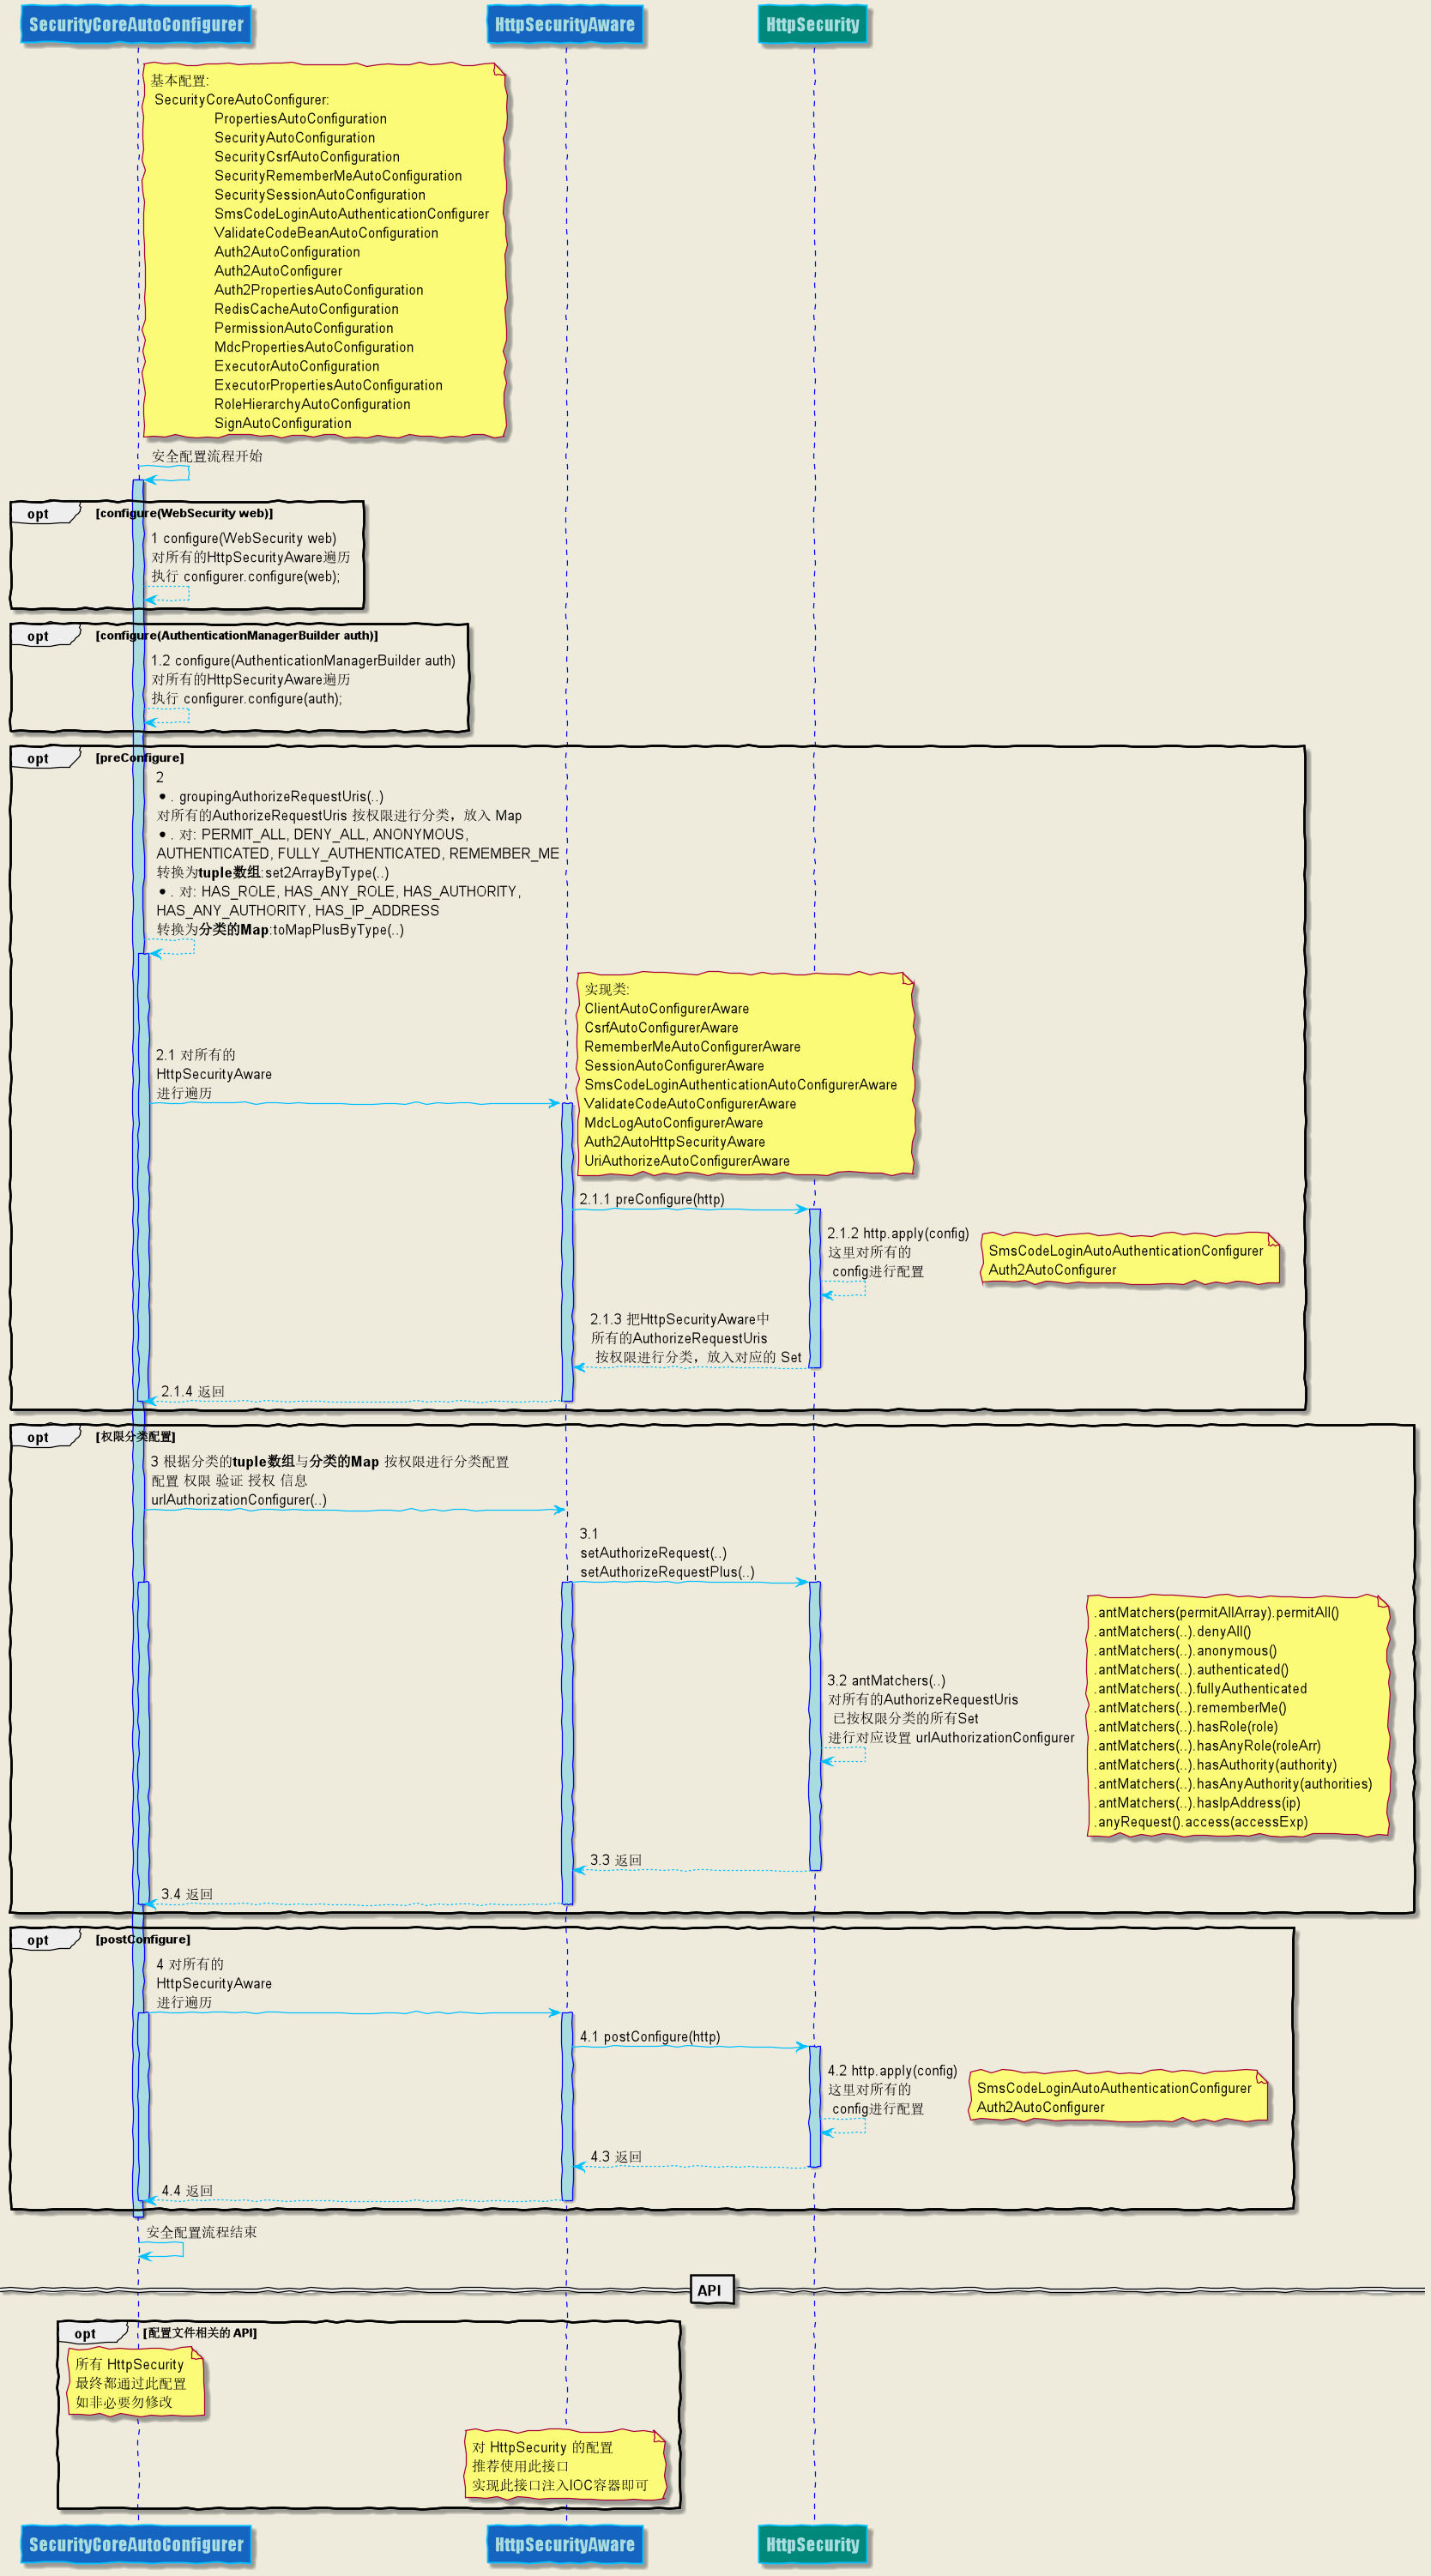 SecurityCoreAutoConfigurer
HttpSecurityAware
HttpSecurity
基本配置:
SecurityCoreAutoConfigurer:
PropertiesAutoConfiguration
SecurityAutoConfiguration
SecurityCsrfAutoConfiguration
SecurityRememberMeAutoConfiguration
SecuritySessionAutoConfiguration
SmsCodeLoginAutoAuthenticationConfigurer
ValidateCodeBeanAutoConfiguration
Auth2AutoConfiguration
Auth2AutoConfigurer
Auth2PropertiesAutoConfiguration
RedisCacheAutoConfiguration
PermissionAutoConfiguration
MdcPropertiesAutoConfiguration
ExecutorAutoConfiguration
ExecutorPropertiesAutoConfiguration
RoleHierarchyAutoConfiguration
SignAutoConfiguration
安全配置流程开始
opt [configure(WebSecurity web)]
1 configure(WebSecurity web)
对所有的HttpSecurityAware遍历
执行 configurer.configure(web);
opt [configure(AuthenticationManagerBuilder auth)]
1.2 configure(AuthenticationManagerBuilder auth)
对所有的HttpSecurityAware遍历
执行 configurer.configure(auth);
opt [preConfigure]
2
• . groupingAuthorizeRequestUris(..)
对所有的AuthorizeRequestUris 按权限进行分类，放入 Map
• . 对: PERMIT_ALL, DENY_ALL, ANONYMOUS,
AUTHENTICATED, FULLY_AUTHENTICATED, REMEMBER_ME
转换为tuple数组:set2ArrayByType(..)
• . 对: HAS_ROLE, HAS_ANY_ROLE, HAS_AUTHORITY,
HAS_ANY_AUTHORITY, HAS_IP_ADDRESS
转换为分类的Map:toMapPlusByType(..)
实现类:
ClientAutoConfigurerAware
CsrfAutoConfigurerAware
RememberMeAutoConfigurerAware
SessionAutoConfigurerAware
SmsCodeLoginAuthenticationAutoConfigurerAware
ValidateCodeAutoConfigurerAware
MdcLogAutoConfigurerAware
Auth2AutoHttpSecurityAware
UriAuthorizeAutoConfigurerAware
2.1 对所有的
HttpSecurityAware
进行遍历
2.1.1 preConfigure(http)
2.1.2 http.apply(config)
这里对所有的
config进行配置
SmsCodeLoginAutoAuthenticationConfigurer
Auth2AutoConfigurer
2.1.3 把HttpSecurityAware中
所有的AuthorizeRequestUris
按权限进行分类，放入对应的 Set
2.1.4 返回
opt [权限分类配置]
3 根据分类的tuple数组与分类的Map 按权限进行分类配置
配置 权限 验证 授权 信息
urlAuthorizationConfigurer(..)
3.1
setAuthorizeRequest(..)
setAuthorizeRequestPlus(..)
3.2 antMatchers(..)
对所有的AuthorizeRequestUris
已按权限分类的所有Set
进行对应设置 urlAuthorizationConfigurer
.antMatchers(permitAllArray).permitAll()
.antMatchers(..).denyAll()
.antMatchers(..).anonymous()
.antMatchers(..).authenticated()
.antMatchers(..).fullyAuthenticated
.antMatchers(..).rememberMe()
.antMatchers(..).hasRole(role)
.antMatchers(..).hasAnyRole(roleArr)
.antMatchers(..).hasAuthority(authority)
.antMatchers(..).hasAnyAuthority(authorities)
.antMatchers(..).hasIpAddress(ip)
.anyRequest().access(accessExp)
3.3 返回
3.4 返回
opt [postConfigure]
4 对所有的
HttpSecurityAware
进行遍历
4.1 postConfigure(http)
4.2 http.apply(config)
这里对所有的
config进行配置
SmsCodeLoginAutoAuthenticationConfigurer
Auth2AutoConfigurer
4.3 返回
4.4 返回
安全配置流程结束
API
opt [配置文件相关的 API]
所有 HttpSecurity
最终都通过此配置
如非必要勿修改
对 HttpSecurity 的配置
推荐使用此接口
实现此接口注入IOC容器即可
SecurityCoreAutoConfigurer
HttpSecurityAware
HttpSecurity